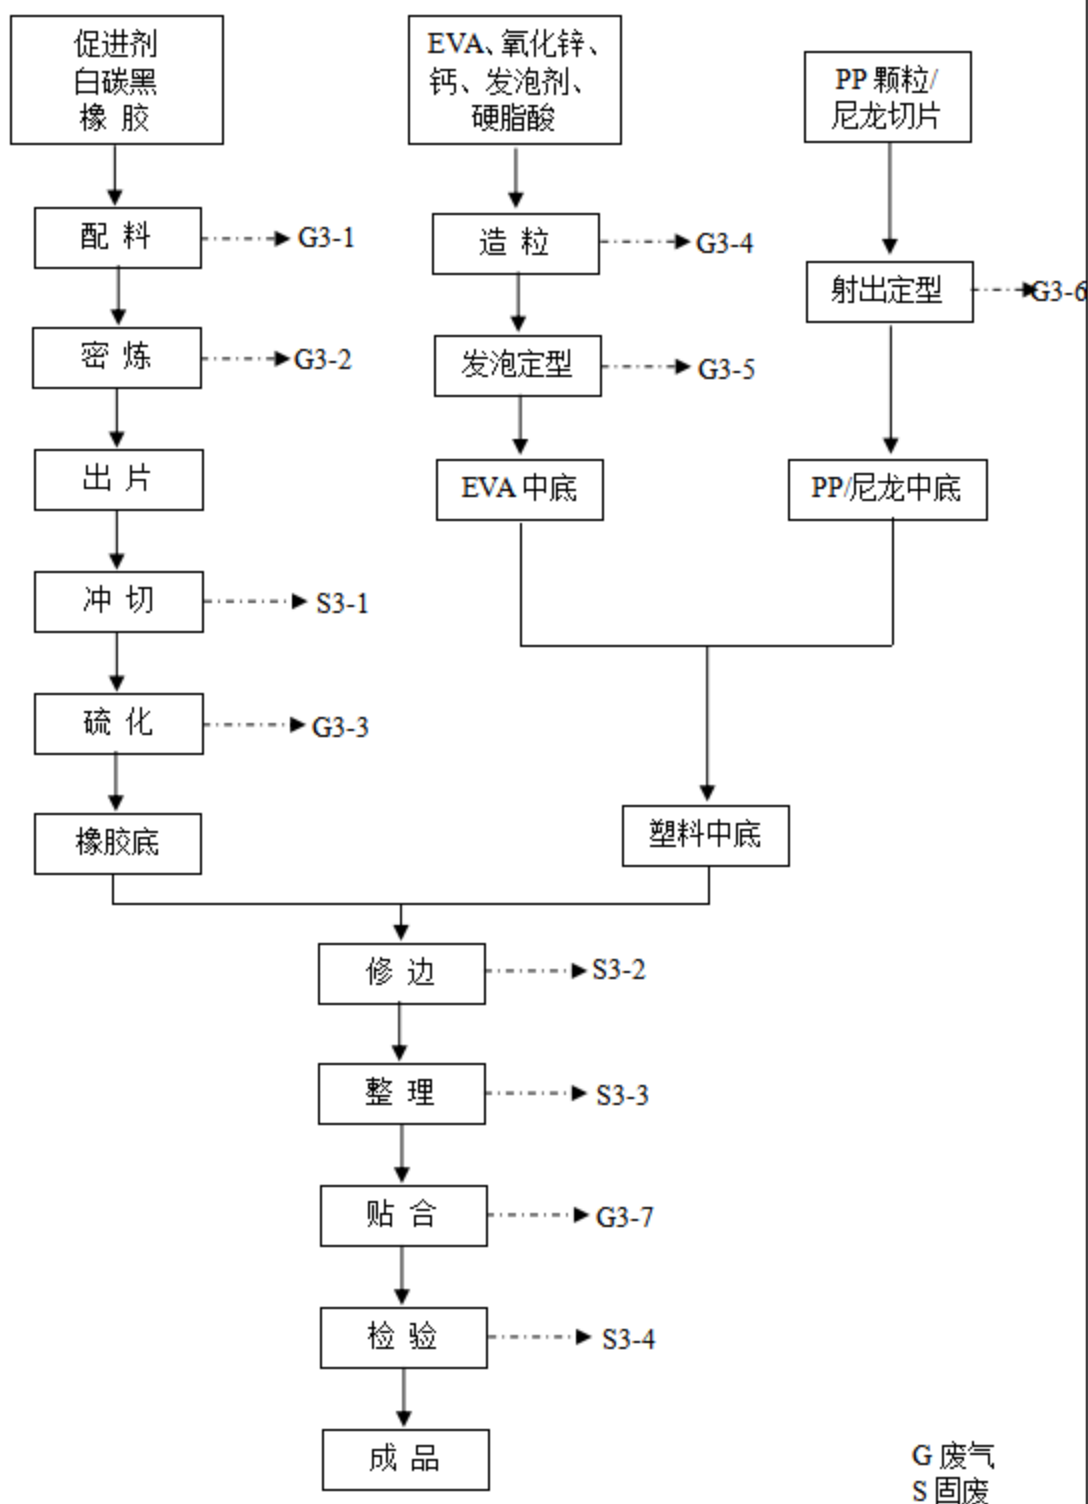 促进剂
白碳黑
橡 胶
EVA、氧化锌、
钙、发泡剂、
硬脂酸
PP 颗粒/
尼龙切片
配 料
G3-1
造 粒
G3-4
射出定型
G3-6
密 炼
G3-2
发泡定型
G3-5
出 片
EVA 中底
PP/尼龙中底
冲 切
S3-1
硫 化
G3-3
橡胶底
塑料中底
修 边
S3-2
整 理
S3-3
贴 合
G3-7
检 验
S3-4
成 品
G 废气
S 固废